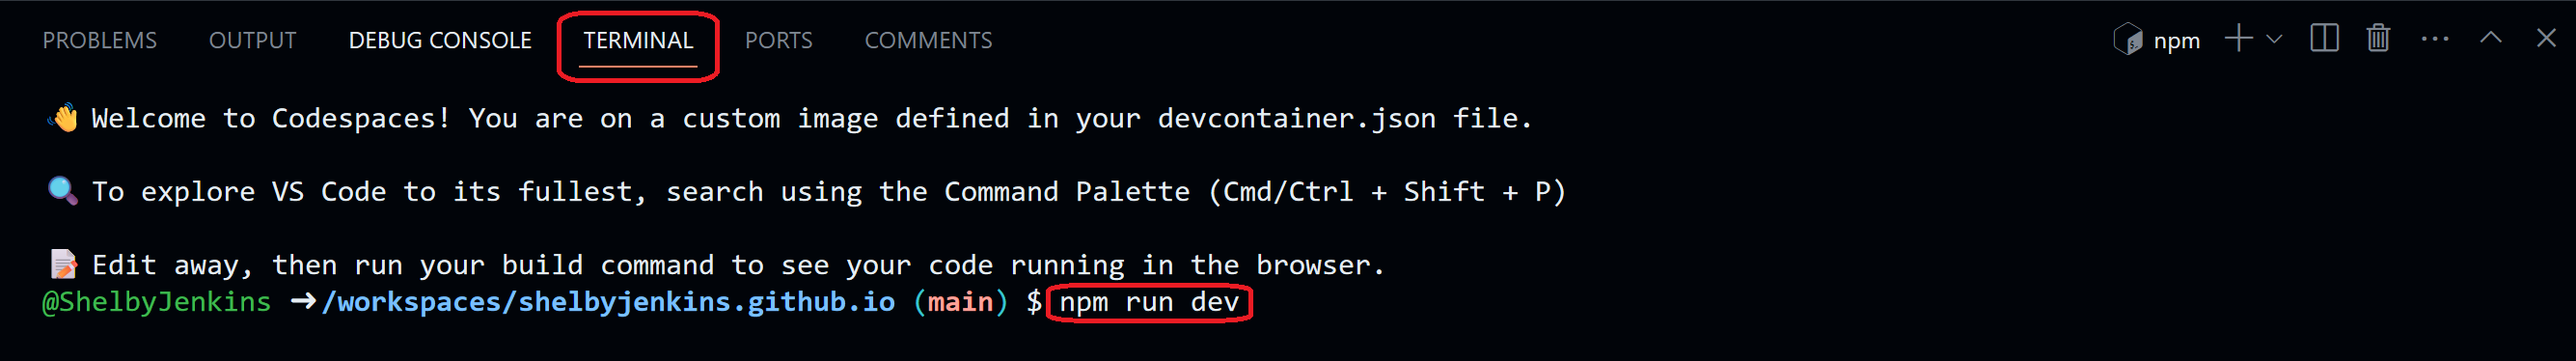 PROBLEMS OUTPUT DEBUG CONSOLE TERMINAL PORTS COMMENTS npm
👋 Welcome to Codespaces! You are on a custom image defined in your devcontainer.json file.
🔍 To explore VS Code to its fullest, search using the Command Palette (Cmd/Ctrl + Shift + P)
📝 Edit away, then run your build command to see your code running in the browser.
@ShelbyJenkins ➜ /workspaces/shelbyjenkins.github.io (main) $ npm run dev